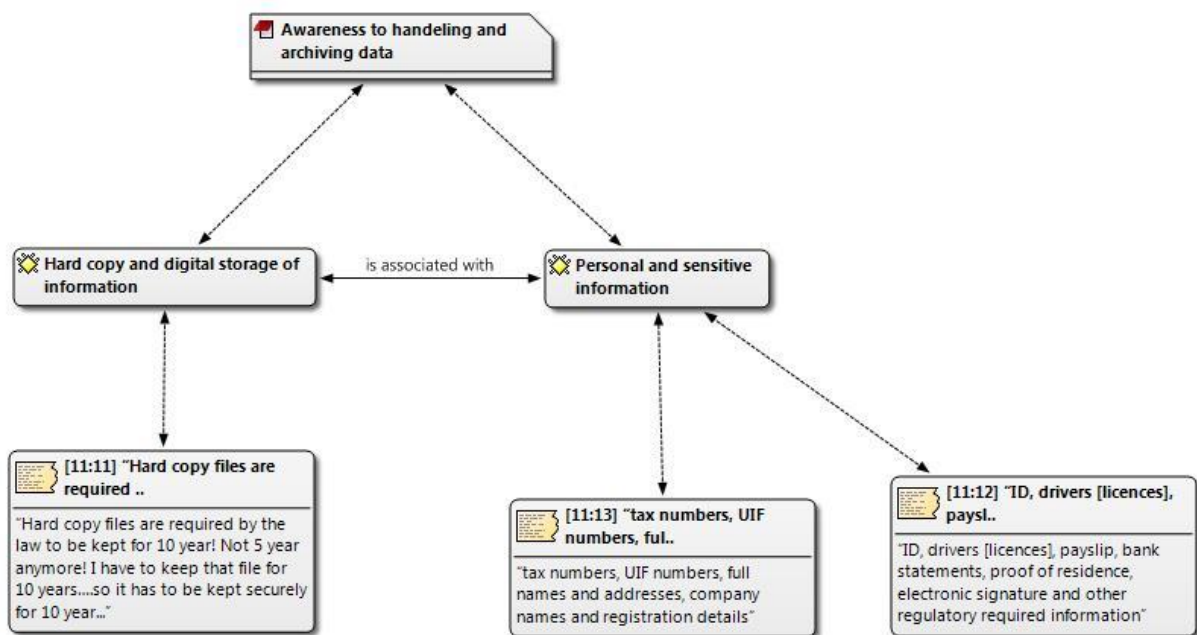 Awareness to handeling and
archiving data
Hard copy and digital storage of
information
is associated with
Personal and sensitive
information
[11:11] “Hard copy files are
required ..
“Hard copy files are required by the
law to be kept for 10 year! Not 5 year
anymore! I have to keep that file for
10 years....so it has to be kept securely
for 10 year...”
[11:13] “tax numbers, UIF
numbers, ful..
“tax numbers, UIF numbers, full
names and addresses, company
names and registration details”
[11:12] “ID, drivers [licences],
paysl..
“ID, drivers [licences], payslip, bank
statements, proof of residence,
electronic signature and other
regulatory required information”